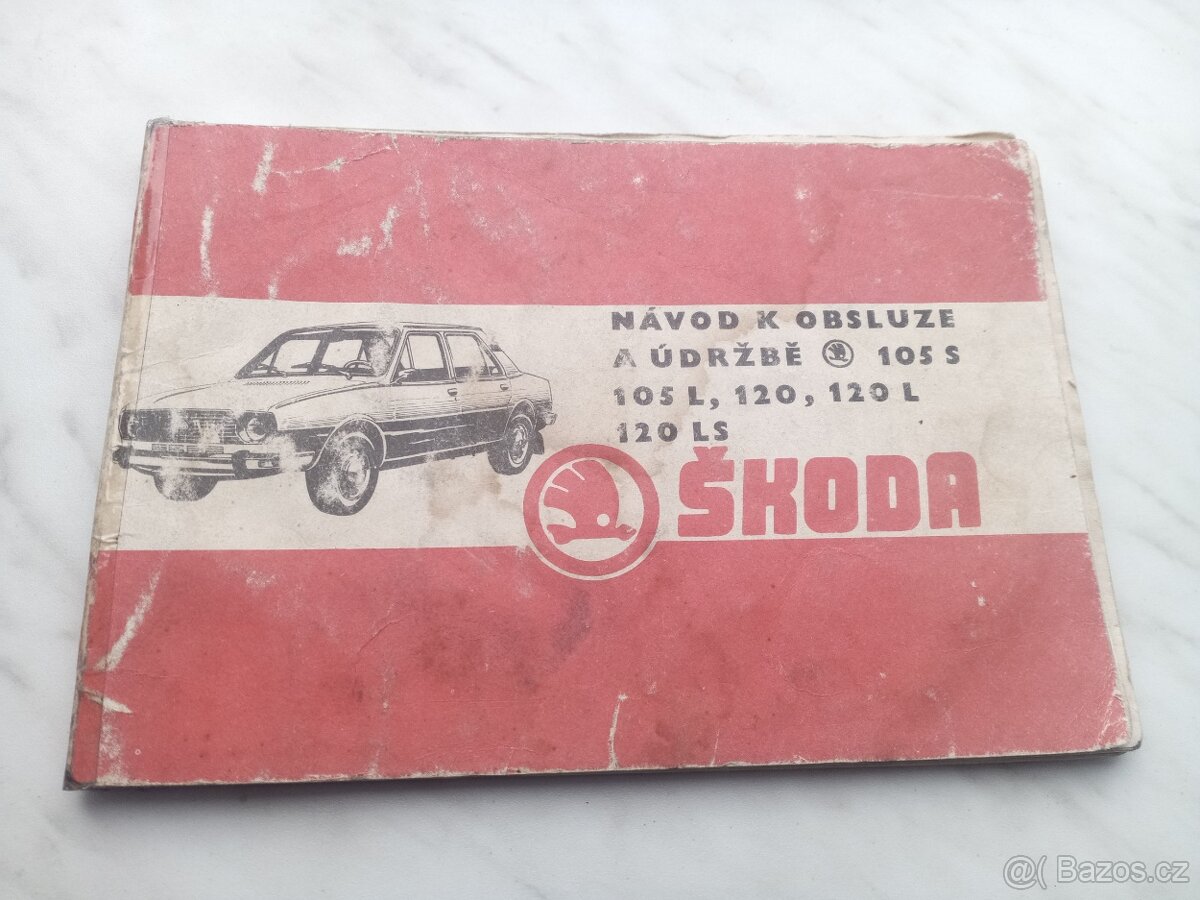 NÁVOD K OBSLUZE
A ÚDRŽBĚ 105 S
105 L, 120, 120 L
120 LS
ŠKODA
@( Bazos.cz